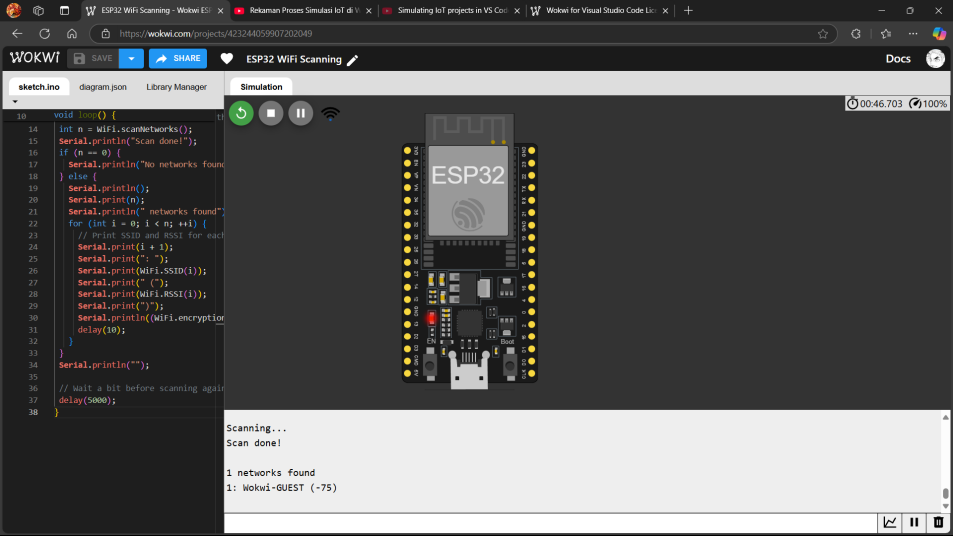 ESP32 WiFi Scanning - Wokwi ESP
Rekaman Proses Simulasi IoT di W
Simulating IoT projects in VS Cod
Wokwi for Visual Studio Code Lice
https://wokwi.com/projects/423344059907202049
WOKWI
SAVE
SHARE
ESP32 WiFi Scanning
Docs
sketch.ino
diagram.json
Library Manager
Simulation
00:46.703
100%
10 void loop() {
14 int n = WiFi.scanNetworks();
15 Serial.println("Scan done!");
16 if (n == 0) {
17 Serial.println("No networks found
18 } else {
19 Serial.println();
20 Serial.print(n);
21 Serial.println(" networks found")
22 for (int i = 0; i < n; ++i) {
23 // Print SSID and RSSI for each
24 Serial.print(i + 1);
25 Serial.print(": ");
26 Serial.print(WiFi.SSID(i));
27 Serial.print(" (");
28 Serial.print(WiFi.RSSI(i));
29 Serial.print(")");
30 Serial.println((WiFi.encryption
31 delay(10);
32 }
33 }
34 Serial.println("");
35
36 // Wait a bit before scanning again
37 delay(5000);
38 }
ESP32
EN
Boot
Scanning...
Scan done!
1 networks found
1: Wokwi-GUEST (-75)